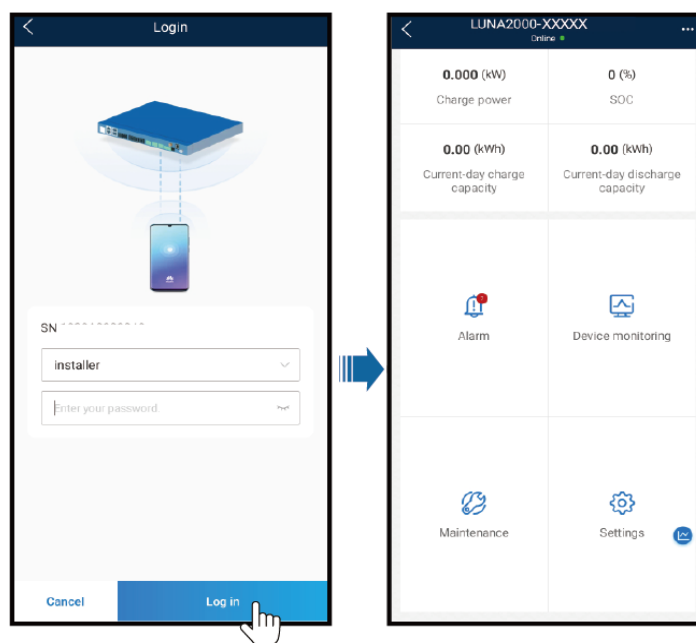 Login
SN
installer
Enter your password.
Cancel
Log in
LUNA2000-XXXXX
Online
0.000 (kW)
Charge power
0 (%)
SOC
0.00 (kWh)
Current-day charge
capacity
0.00 (kWh)
Current-day discharge
capacity
Alarm
Device monitoring
Maintenance
Settings